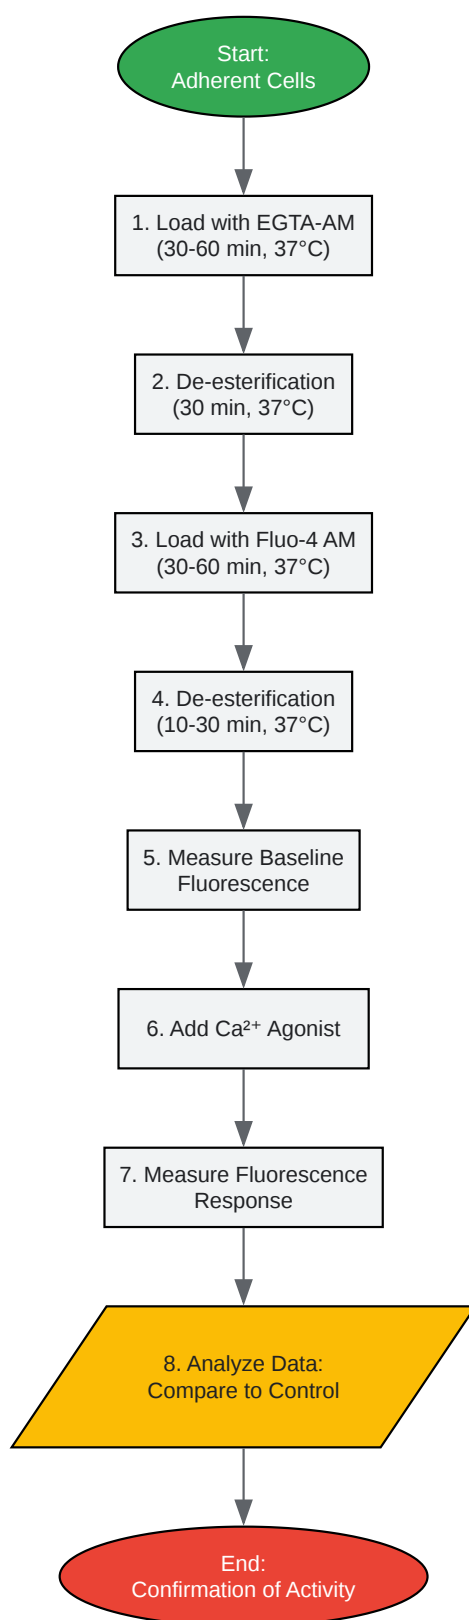 Start:
Adherent Cells
1. Load with EGTA-AM
(30-60 min, 37°C)
2. De-esterification
(30 min, 37°C)
3. Load with Fluo-4 AM
(30-60 min, 37°C)
4. De-esterification
(10-30 min, 37°C)
5. Measure Baseline
Fluorescence
6. Add Ca²⁺ Agonist
7. Measure Fluorescence
Response
8. Analyze Data:
Compare to Control
End:
Confirmation of Activity